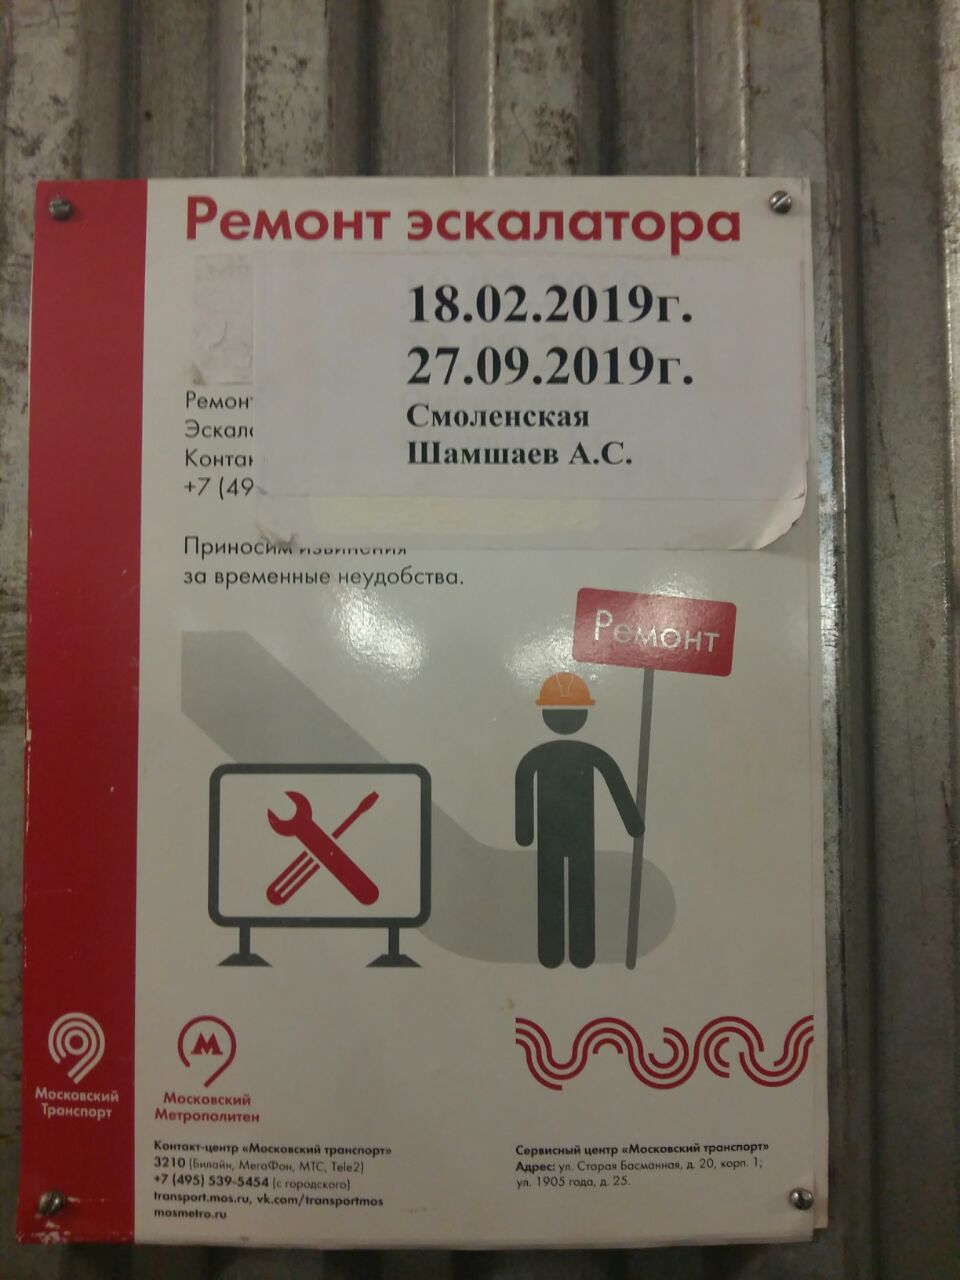 Ремонт эскалатора
18.02.2019г.
27.09.2019г.
Смоленская
Шамшаев А.С.
Ремон
Эскал
Конта
+7 (49
Приносим извинения
за временные неудобства.
Ремонт
Московский
Транспорт
Московский
Метрополитен
Контакт-центр «Московский транспорт»
3210 (Билайн, МегаФон, МТС, Tele2)
+7 (495) 539-5454 (с городского)
transport.mos.ru, vk.com/transportmos
mosmetro.ru
Сервисный центр «Московский транспорт»
Адрес: ул. Старая Басманная, д. 20, корп. 1;
ул. 1905 года, д. 25.